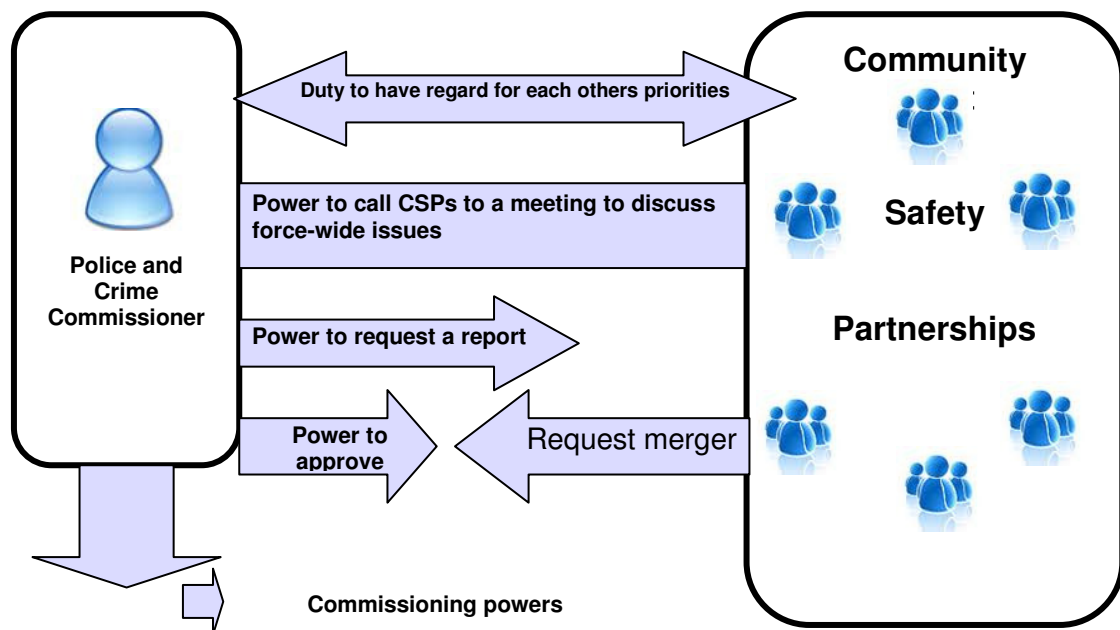 Community
Duty to have regard for each others priorities
Power to call CSPs to a meeting to discuss
force-wide issues
Safety
Police and
Crime
Commissioner
Power to request a report
Partnerships
Power to
approve
Request merger
Commissioning powers